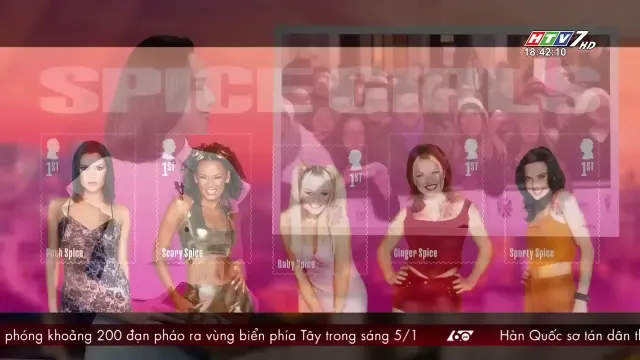 HTV7HD
18:42:10
SPICE GIRLS
1ST
1ST
1ST
1ST
1ST
Posh Spice
Scary Spice
Baby Spice
Ginger Spice
Sporty Spice
phóng khoảng 200 đạn pháo ra vùng biển phía Tây trong sáng 5/1
Hàn Quốc sơ tán dân th